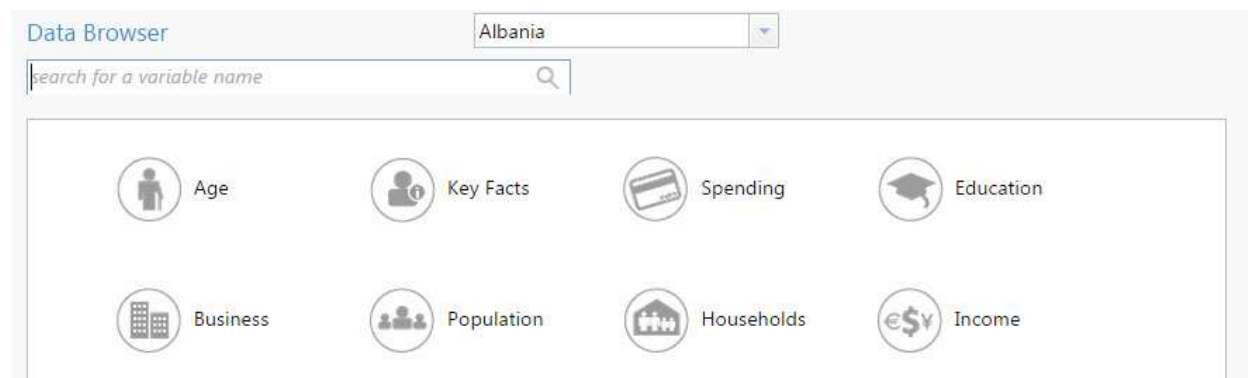 Data Browser
Albania
search for a variable name
Age
Key Facts
Spending
Education
Business
Population
Households
Income
€$¥